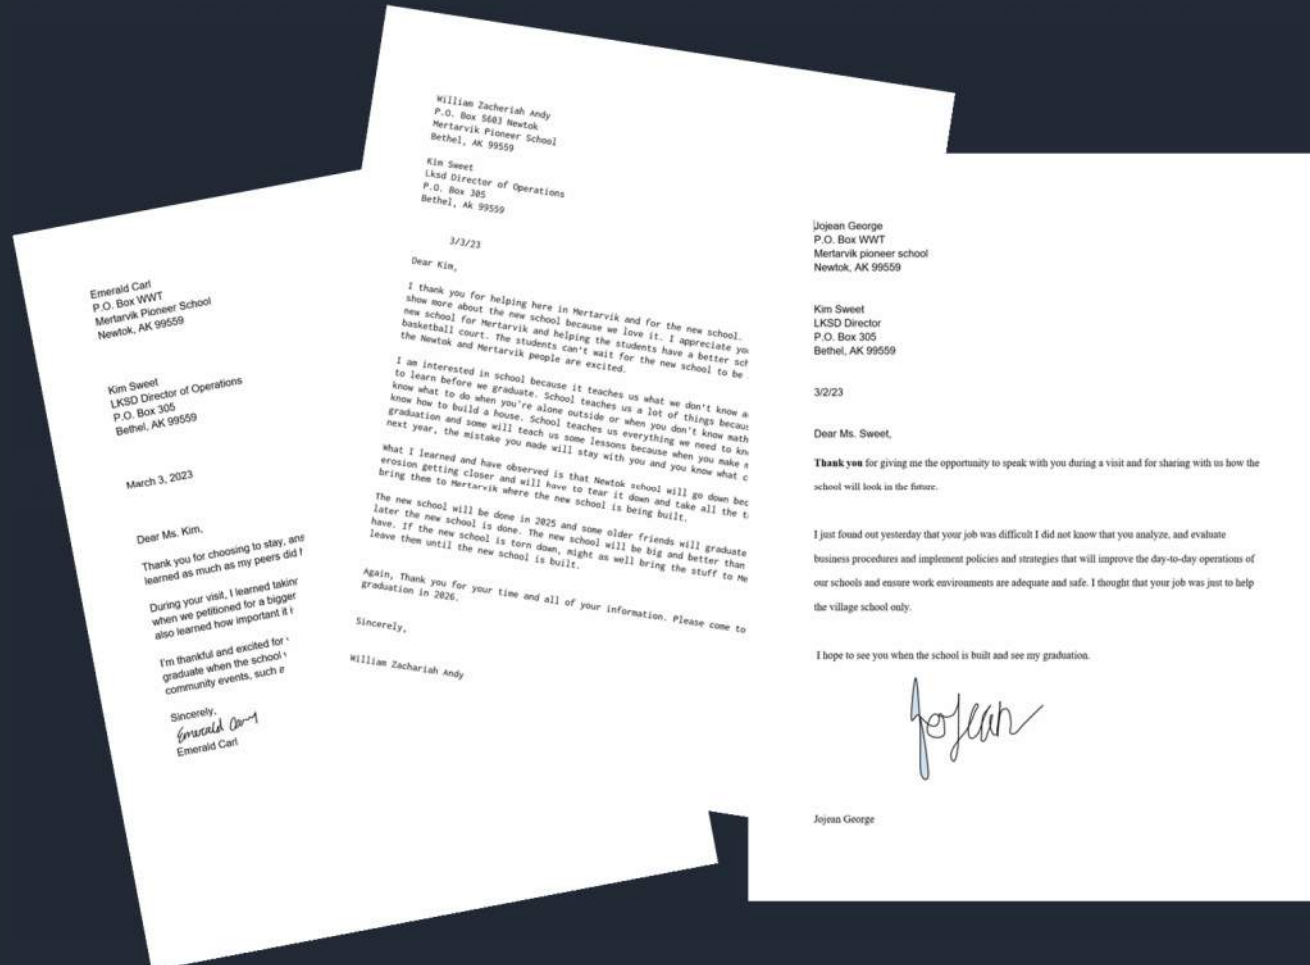 Emerald Carl
P.O. Box WWT
Mertarvik Pioneer School
Newtok, AK 99559
Kim Sweet
LKSD Director of Operations
P.O. Box 305
Bethel, AK 99559
March 3, 2023
Dear Ms. Kim,
Thank you for choosing to stay, ans
learned as much as my peers did
During your visit, I learned
when we petitioned for a bigger
also learned how important it
I'm thankful and excited for
graduate when the school
community events, such
Sincerely,
Emerald Carl
Emerald Carl
William Zacheriah Andy
P.O. Box 5603 Newtok
Mertarvik Pioneer School
Bethel, AK 99559
Kim Sweet
Lksd Director of Operations
P.O. Box 305
Bethel, Ak 99559
3/3/23
Dear Kim,
I thank you for helping here in Mertarvik and for the new school.
show more about the new school because we love it. I appreciate
new school for Mertarvik and helping the students have a better
basketball court. The students can't wait for the new school to be
the Newtok and Mertarvik people are excited.
I am interested in school because it teaches us what we don't know
to learn before we graduate. School teaches us a lot of things
know what to do when you're alone outside or when you don't know math
know how to build a house. School teaches us everything we need to
graduation and some will teach us some lessons because when you make
next year, the mistake you made will stay with you and you know what
What I learned and have observed is that Newtok school will go down
erosion getting closer and will have to tear it down and take all the
bring them to Mertarvik where the new school is being built.
The new school will be done in 2025 and some older friends will graduate
later the new school is done. The new school will be big and better than
have. If the new school is torn down, might as well bring the stuff to
leave them until the new school is built.
Again, Thank you for your time and all of your information. Please come to
graduation in 2026.
Sincerely,
William Zachariah Andy
Jojean George
P.O. Box WWT
Mertarvik pioneer school
Newtok, AK 99559
Kim Sweet
LKSD Director
P.O. Box 305
Bethel, AK 99559
3/2/23
Dear Ms. Sweet,
Thank you for giving me the opportunity to speak with you during a visit and for sharing with us how the
school will look in the future.
I just found out yesterday that your job was difficult I did not know that you analyze, and evaluate
business procedures and implement policies and strategies that will improve the day-to-day operations of
our schools and ensure work environments are adequate and safe. I thought that your job was just to help
the village school only.
I hope to see you when the school is built and see my graduation.
Jojean
Jojean George